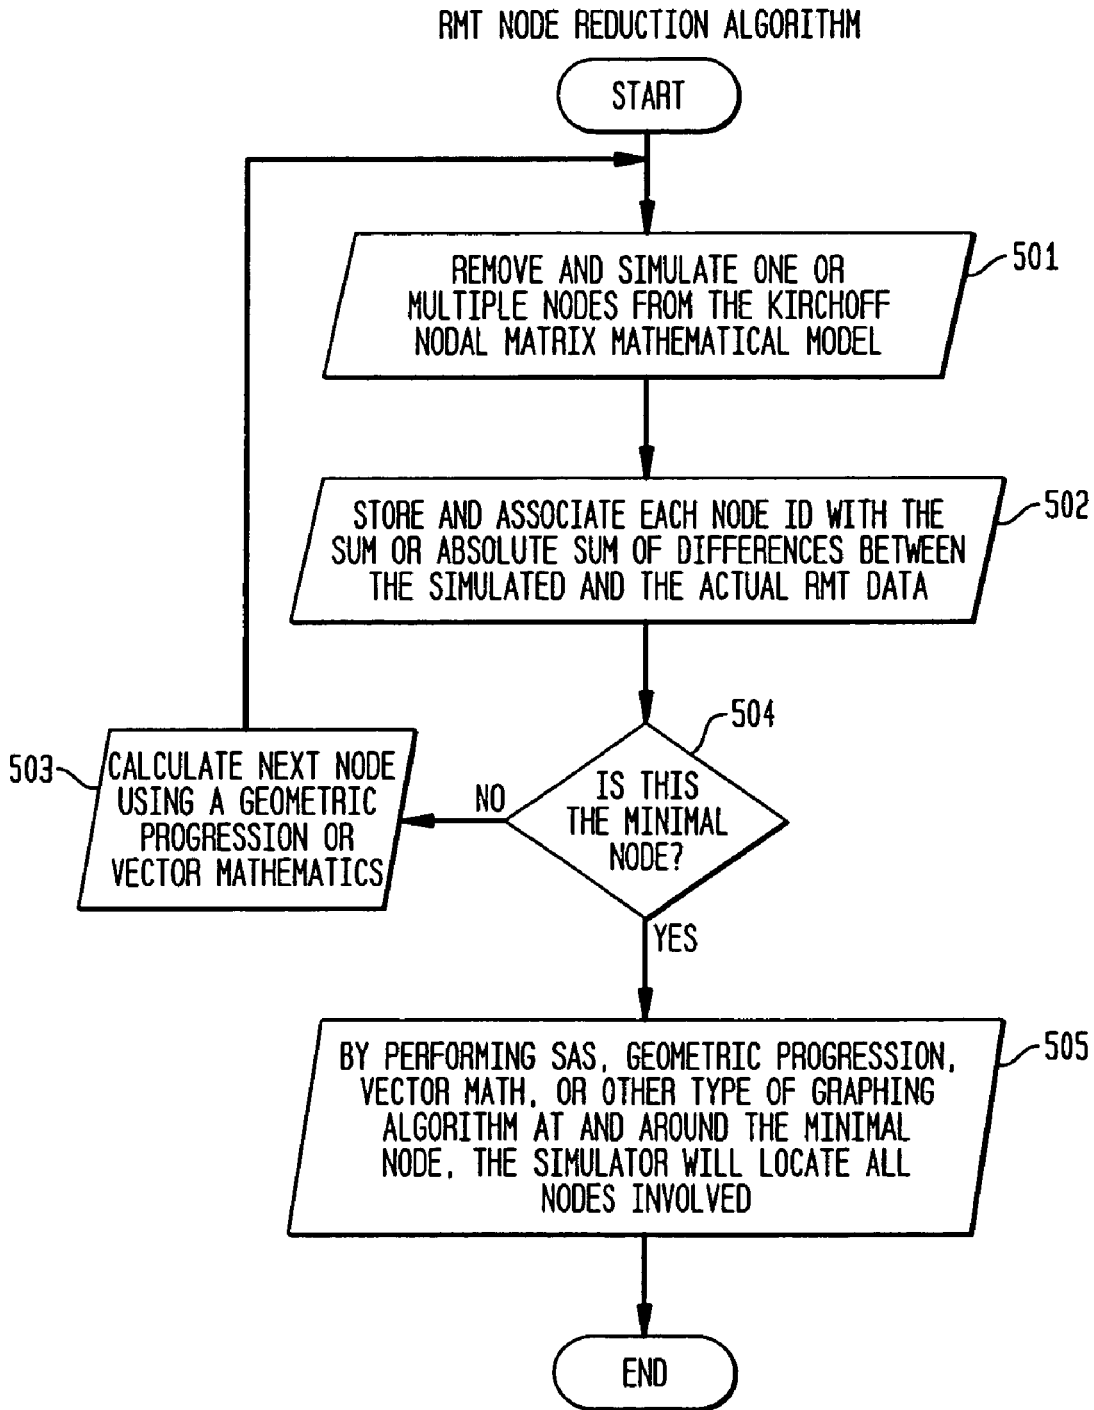 RMT NODE REDUCTION ALGORITHM
START
REMOVE AND SIMULATE ONE OR
MULTIPLE NODES FROM THE KIRCHOFF
NODAL MATRIX MATHEMATICAL MODEL
501
STORE AND ASSOCIATE EACH NODE ID WITH THE
SUM OR ABSOLUTE SUM OF DIFFERENCES BETWEEN
THE SIMULATED AND THE ACTUAL RMT DATA
502
504
IS THIS
THE MINIMAL
NODE?
NO
503
CALCULATE NEXT NODE
USING A GEOMETRIC
PROGRESSION OR
VECTOR MATHEMATICS
YES
BY PERFORMING SAS, GEOMETRIC PROGRESSION,
VECTOR MATH, OR OTHER TYPE OF GRAPHING
ALGORITHM AT AND AROUND THE MINIMAL
NODE, THE SIMULATOR WILL LOCATE ALL
NODES INVOLVED
505
END